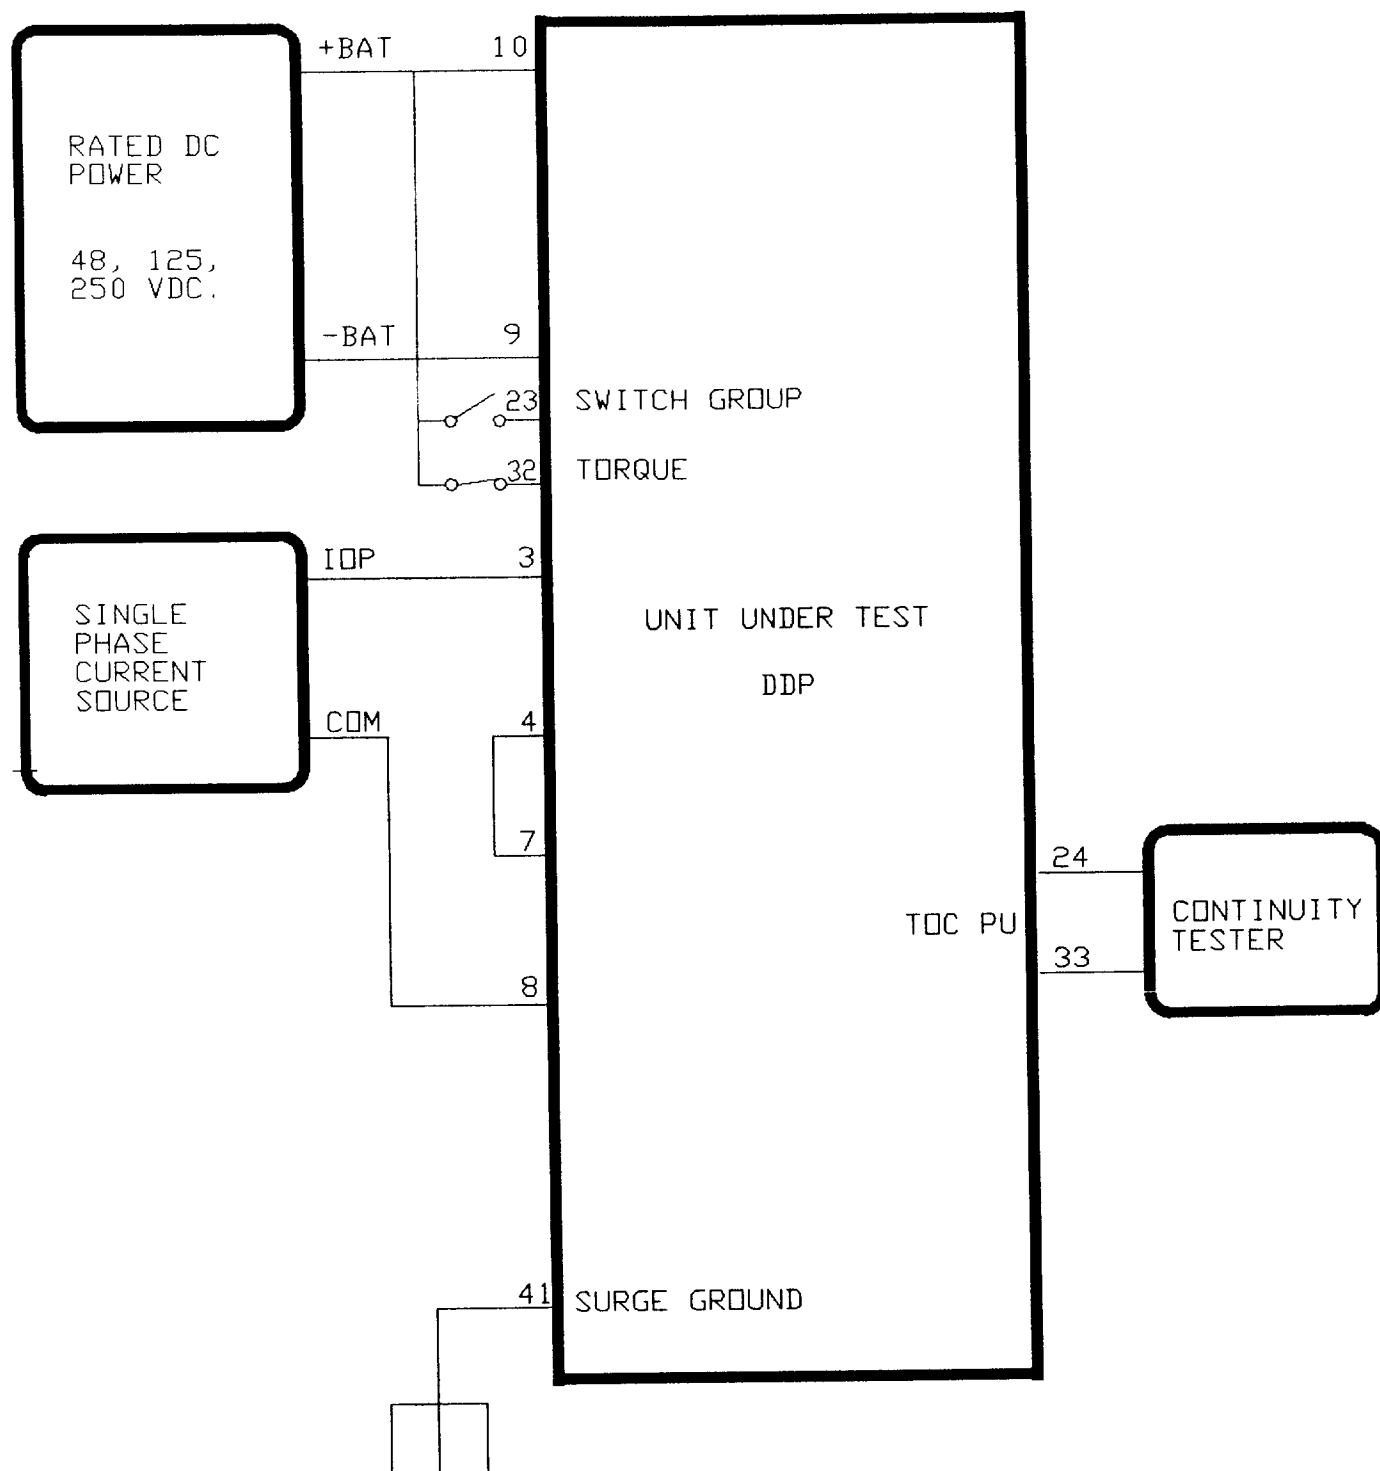 +BAT
10
RATED DC
POWER
48, 125,
250 VDC.
-BAT
9
23
SWITCH GROUP
32
TORQUE
IOP
3
SINGLE
PHASE
CURRENT
SOURCE
UNIT UNDER TEST
DDP
COM
4
7
24
TOC PU
CONTINUITY
TESTER
33
8
41
SURGE GROUND